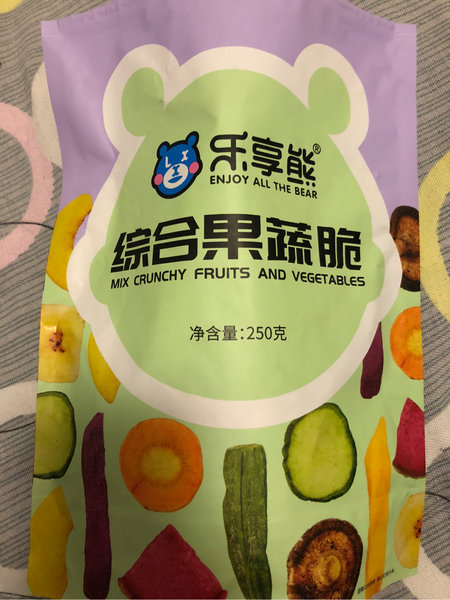 乐享熊®
ENJOY ALL THE BEAR
综合果蔬脆
MIX CRUNCHY FRUITS AND VEGETABLES
净含量：250克